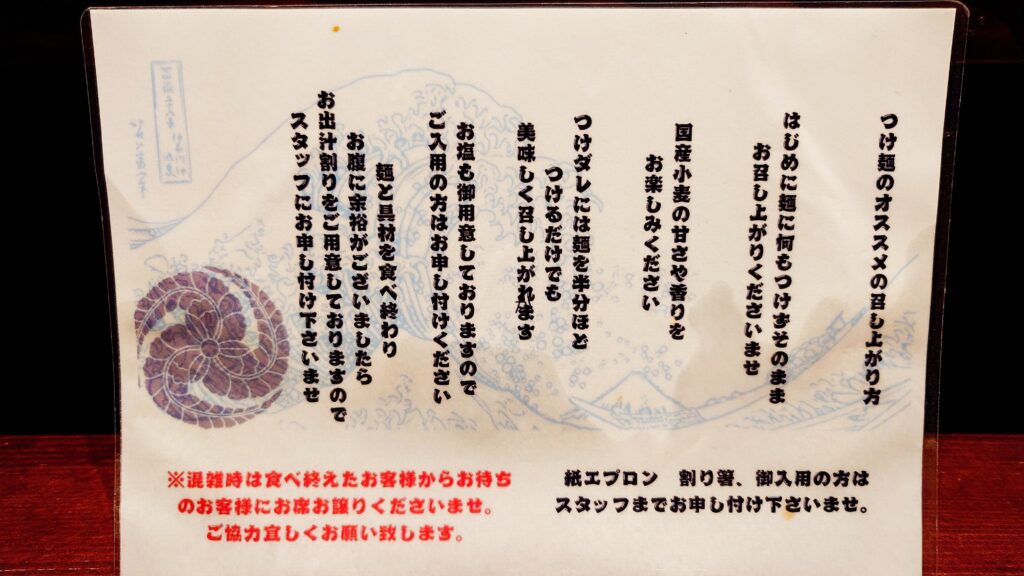 つけ麺のオススメの召し上がり方
はじめに麺に何もつけずそのまま
お召し上がりくださいませ
国産小麦の甘さや香りを
お楽しみください
つけダレには麺を半分ほど
つけるだけでも
美味しく召し上がれます
お塩も御用意しておりますので
ご入用の方はお申し付けください
麺と具材を食べ終わり
お腹に余裕がございましたら
お出汁割りをご用意しておりますので
スタッフにお申し付け下さいませ
紙エプロン 割り箸、御入用の方は
スタッフまでお申し付け下さいませ。
※混雑時は食べ終えたお客様からお待ち
のお客様にお席お譲りくださいませ。
ご協力宜しくお願い致します。